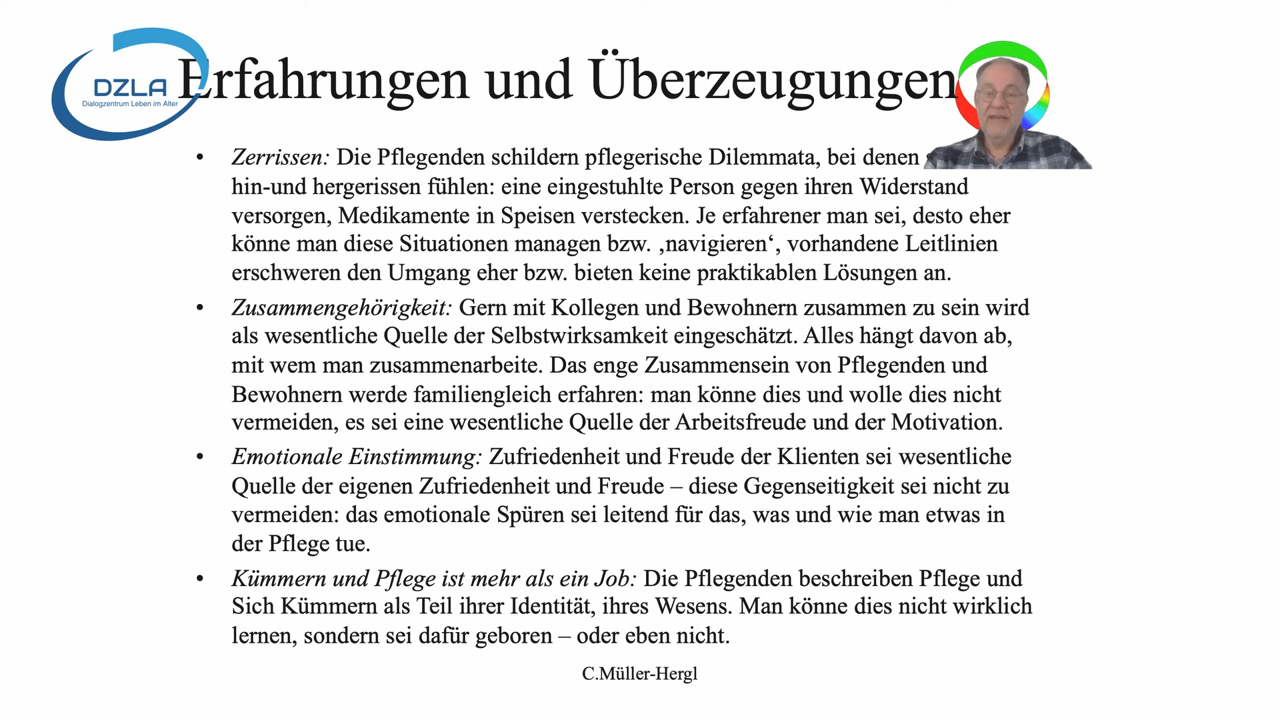 Erfahrungen und Überzeugungen
DZLA
Dialogzentrum Leben im Alter
• Zerrissen: Die Pflegenden schildern pflegerische Dilemmata, bei denen
hin-und hergerissen fühlen: eine eingestuhlte Person gegen ihren Widerstand
versorgen, Medikamente in Speisen verstecken. Je erfahrener man sei, desto eher
könne man diese Situationen managen bzw. ‚navigieren‘, vorhandene Leitlinien
erschweren den Umgang eher bzw. bieten keine praktikablen Lösungen an.
• Zusammengehörigkeit: Gern mit Kollegen und Bewohnern zusammen zu sein wird
als wesentliche Quelle der Selbstwirksamkeit eingeschätzt. Alles hängt davon ab,
mit wem man zusammenarbeite. Das enge Zusammensein von Pflegenden und
Bewohnern werde familiengleich erfahren: man könne dies und wolle dies nicht
vermeiden, es sei eine wesentliche Quelle der Arbeitsfreude und der Motivation.
• Emotionale Einstimmung: Zufriedenheit und Freude der Klienten sei wesentliche
Quelle der eigenen Zufriedenheit und Freude – diese Gegenseitigkeit sei nicht zu
vermeiden: das emotionale Spüren sei leitend für das, was und wie man etwas in
der Pflege tue.
• Kümmern und Pflege ist mehr als ein Job: Die Pflegenden beschreiben Pflege und
Sich Kümmern als Teil ihrer Identität, ihres Wesens. Man könne dies nicht wirklich
lernen, sondern sei dafür geboren – oder eben nicht.
C.Müller-Hergl